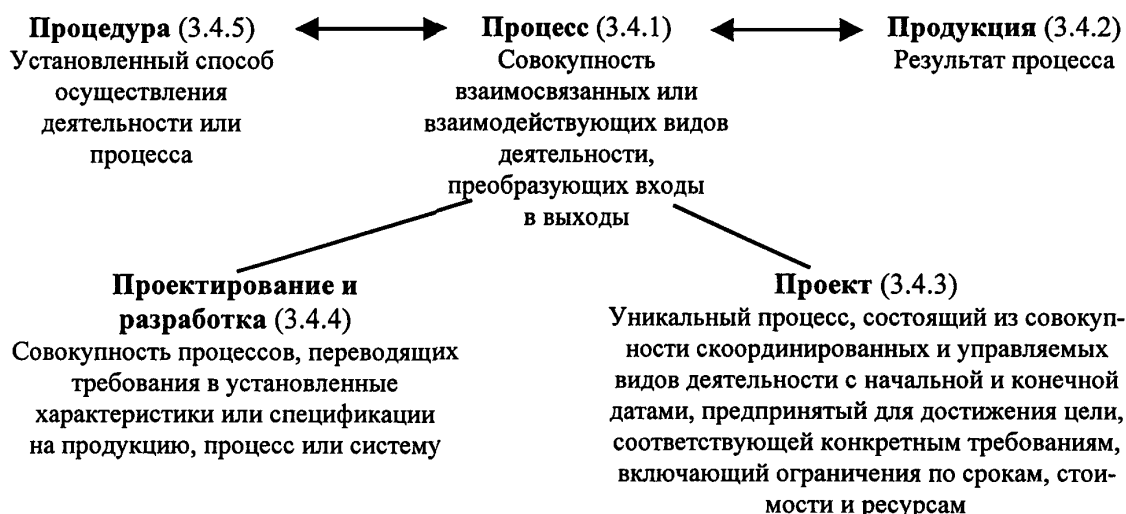 Процедура (3.4.5)
Установленный способ
осуществления
деятельности или
процесса
Процесс (3.4.1)
Совокупность
взаимосвязанных или
взаимодействующих видов
деятельности,
преобразующих входы
в выходы
Продукция (3.4.2)
Результат процесса
Проектирование и
разработка (3.4.4)
Совокупность процессов, переводящих
требования в установленные
характеристики или спецификации
на продукцию, процесс или систему
Проект (3.4.3)
Уникальный процесс, состоящий из совокуп-
ности скоординированных и управляемых
видов деятельности с начальной и конечной
датами, предпринятый для достижения цели,
соответствующей конкретным требованиям,
включающий ограничения по срокам, стои-
мости и ресурсам